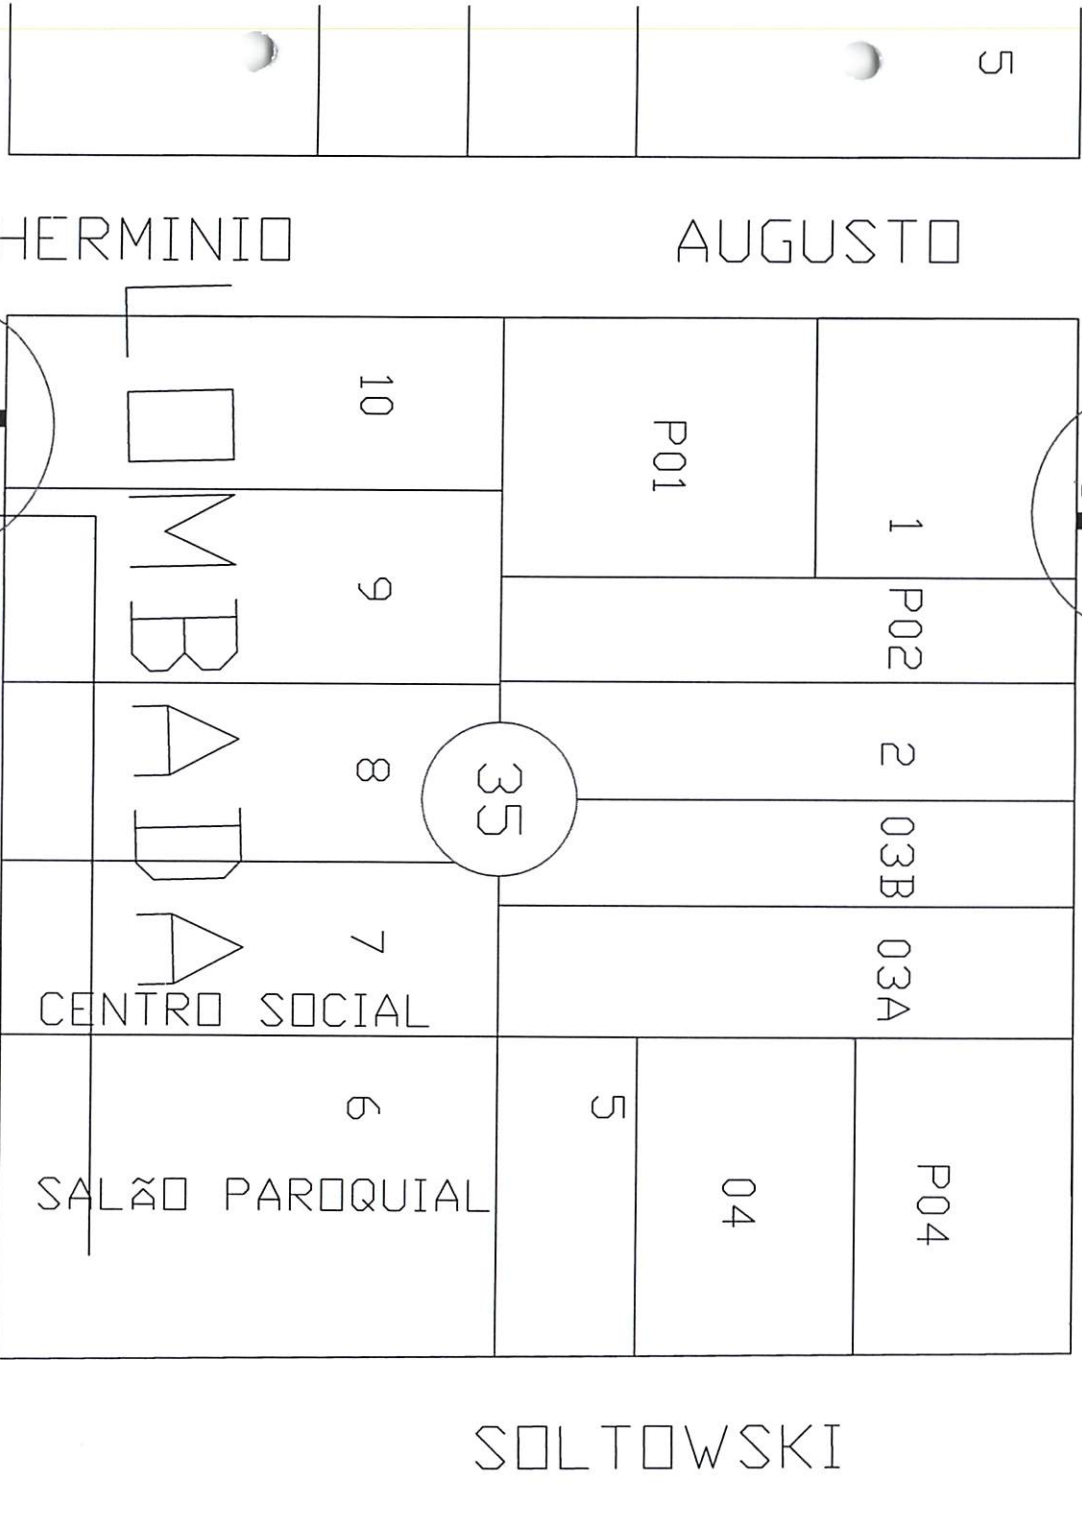 5
HERMINIO AUGUSTO
LOMBADA
10
P01
1
9
P02
8
2
35
03B
7
03A
CENTRO SOCIAL
6
5
SALÃO PAROQUIAL
04
P04
SOLTOWSKI